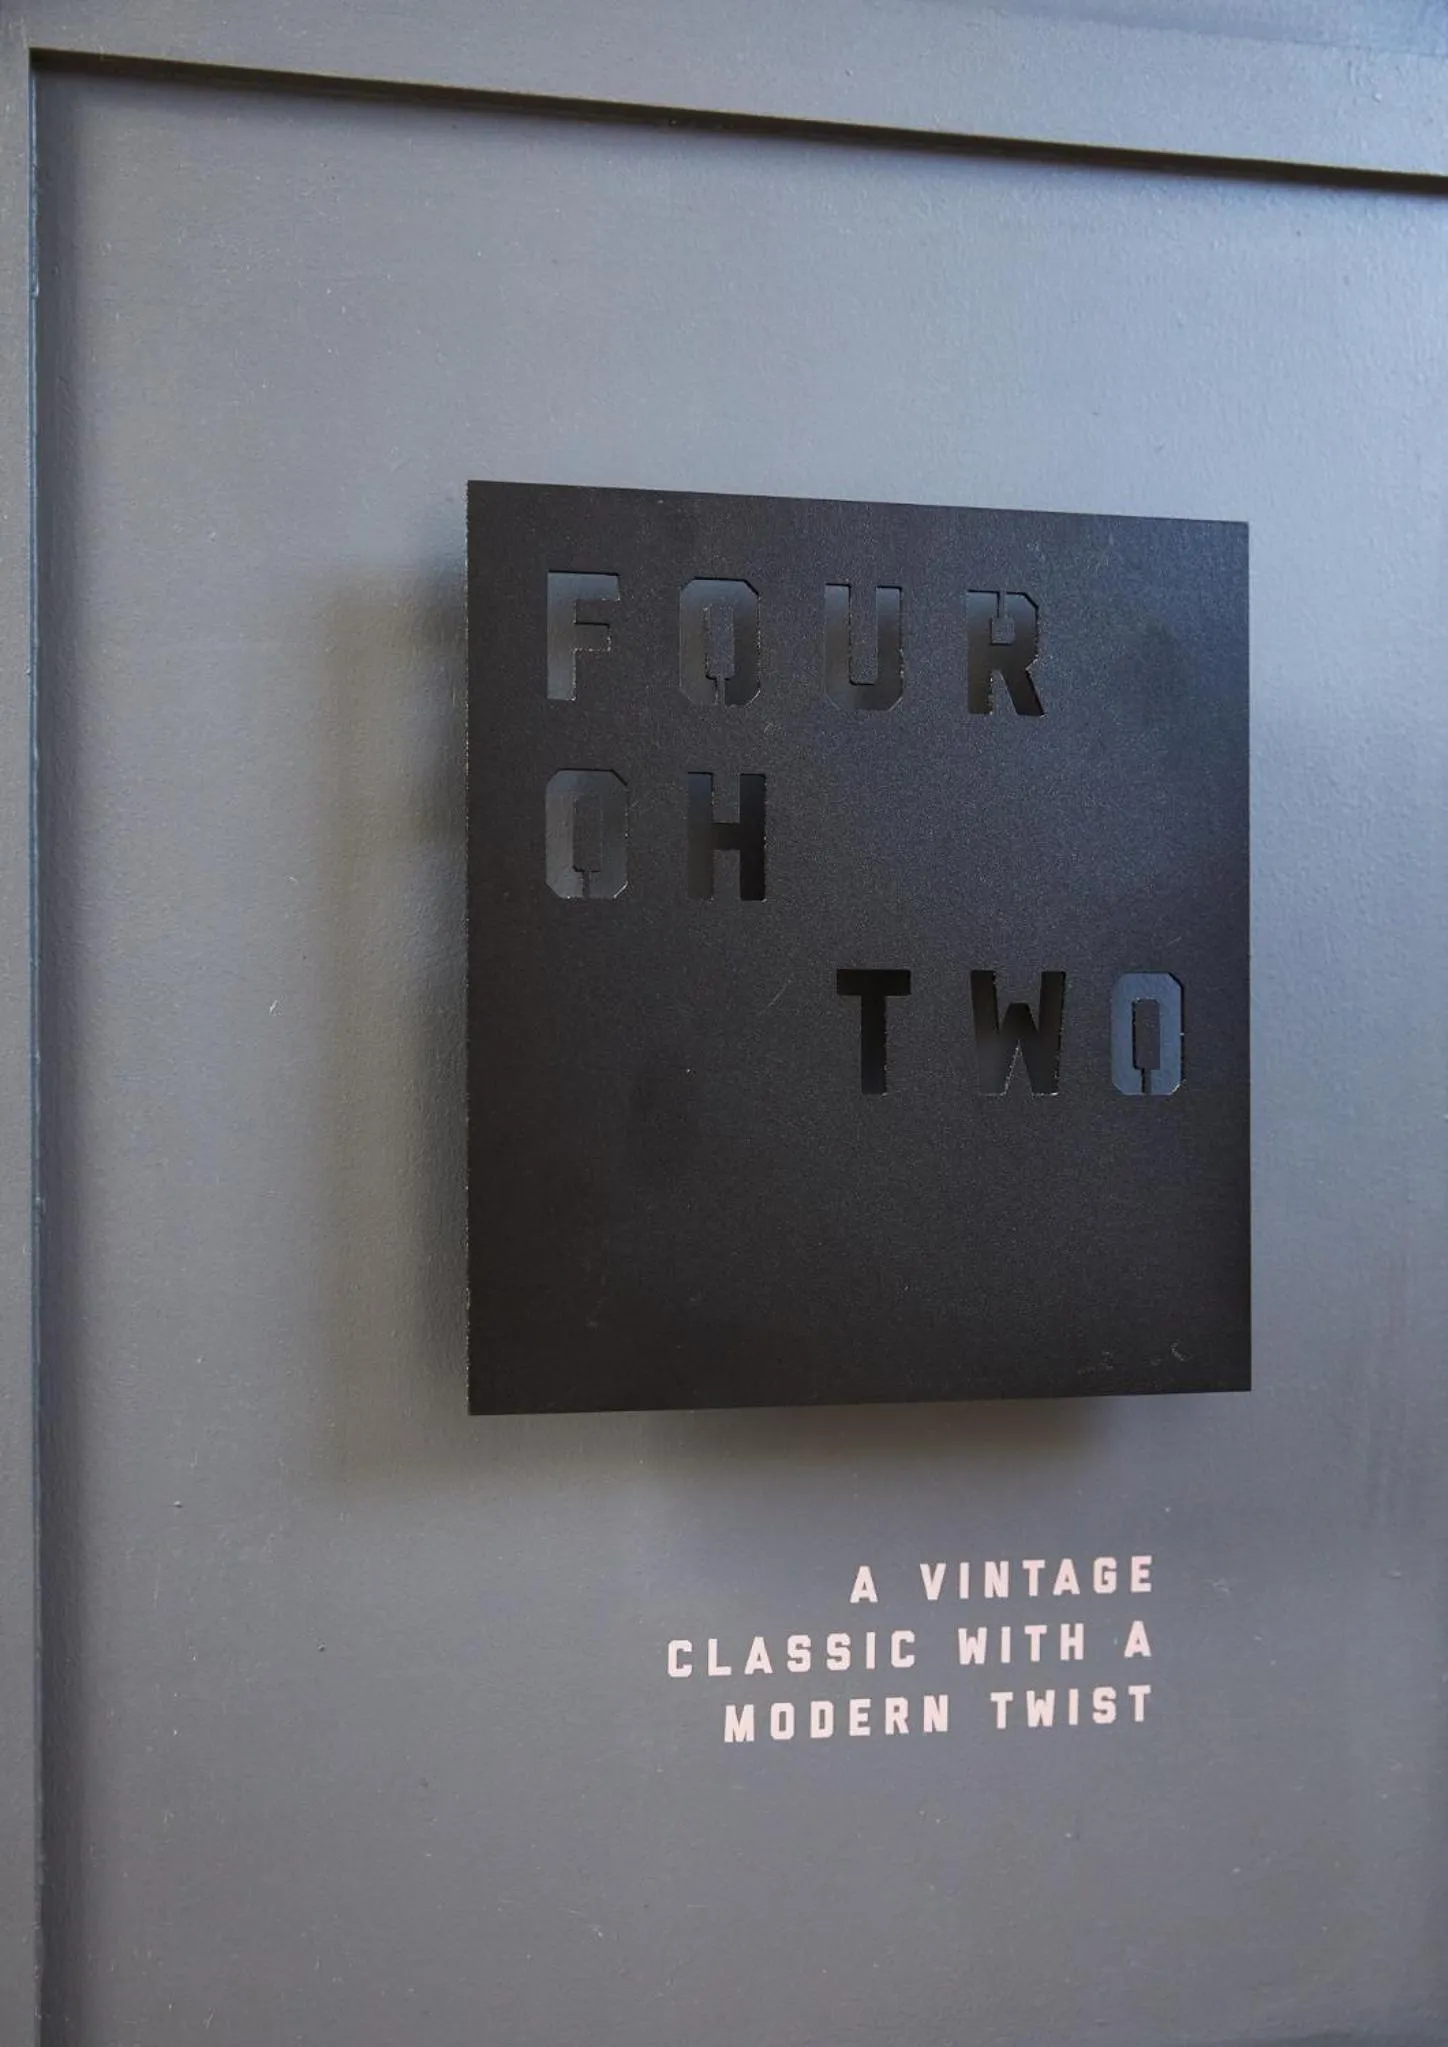 FOUR
OH
TWO
A VINTAGE
CLASSIC WITH A
MODERN TWIST